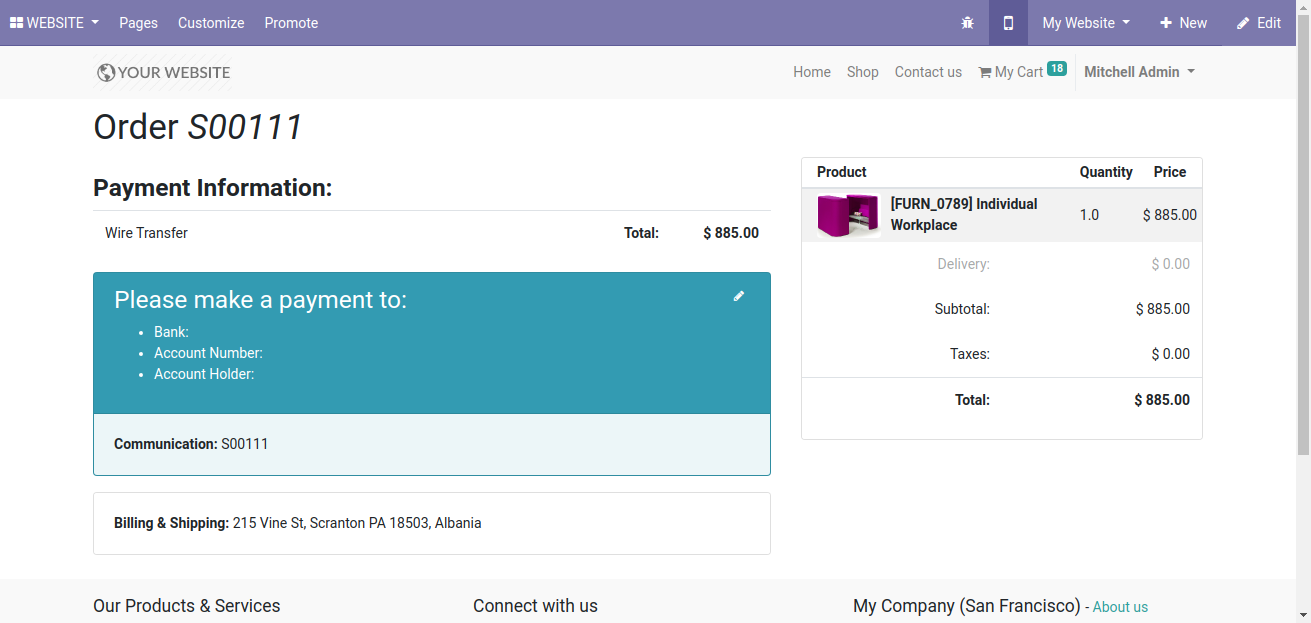 WEBSITE Pages Customize Promote My Website New Edit
YOUR WEBSITE Home Shop Contact us My Cart 18 Mitchell Admin
Order S00111
Payment Information:
Wire Transfer Total: $ 885.00
Please make a payment to:
Bank:
Account Number:
Account Holder:
Communication: S00111
Billing & Shipping: 215 Vine St, Scranton PA 18503, Albania
Product Quantity Price
[FURN_0789] Individual
Workplace 1.0 $ 885.00
Delivery: $ 0.00
Subtotal: $ 885.00
Taxes: $ 0.00
Total: $ 885.00
Our Products & Services Connect with us My Company (San Francisco) - About us